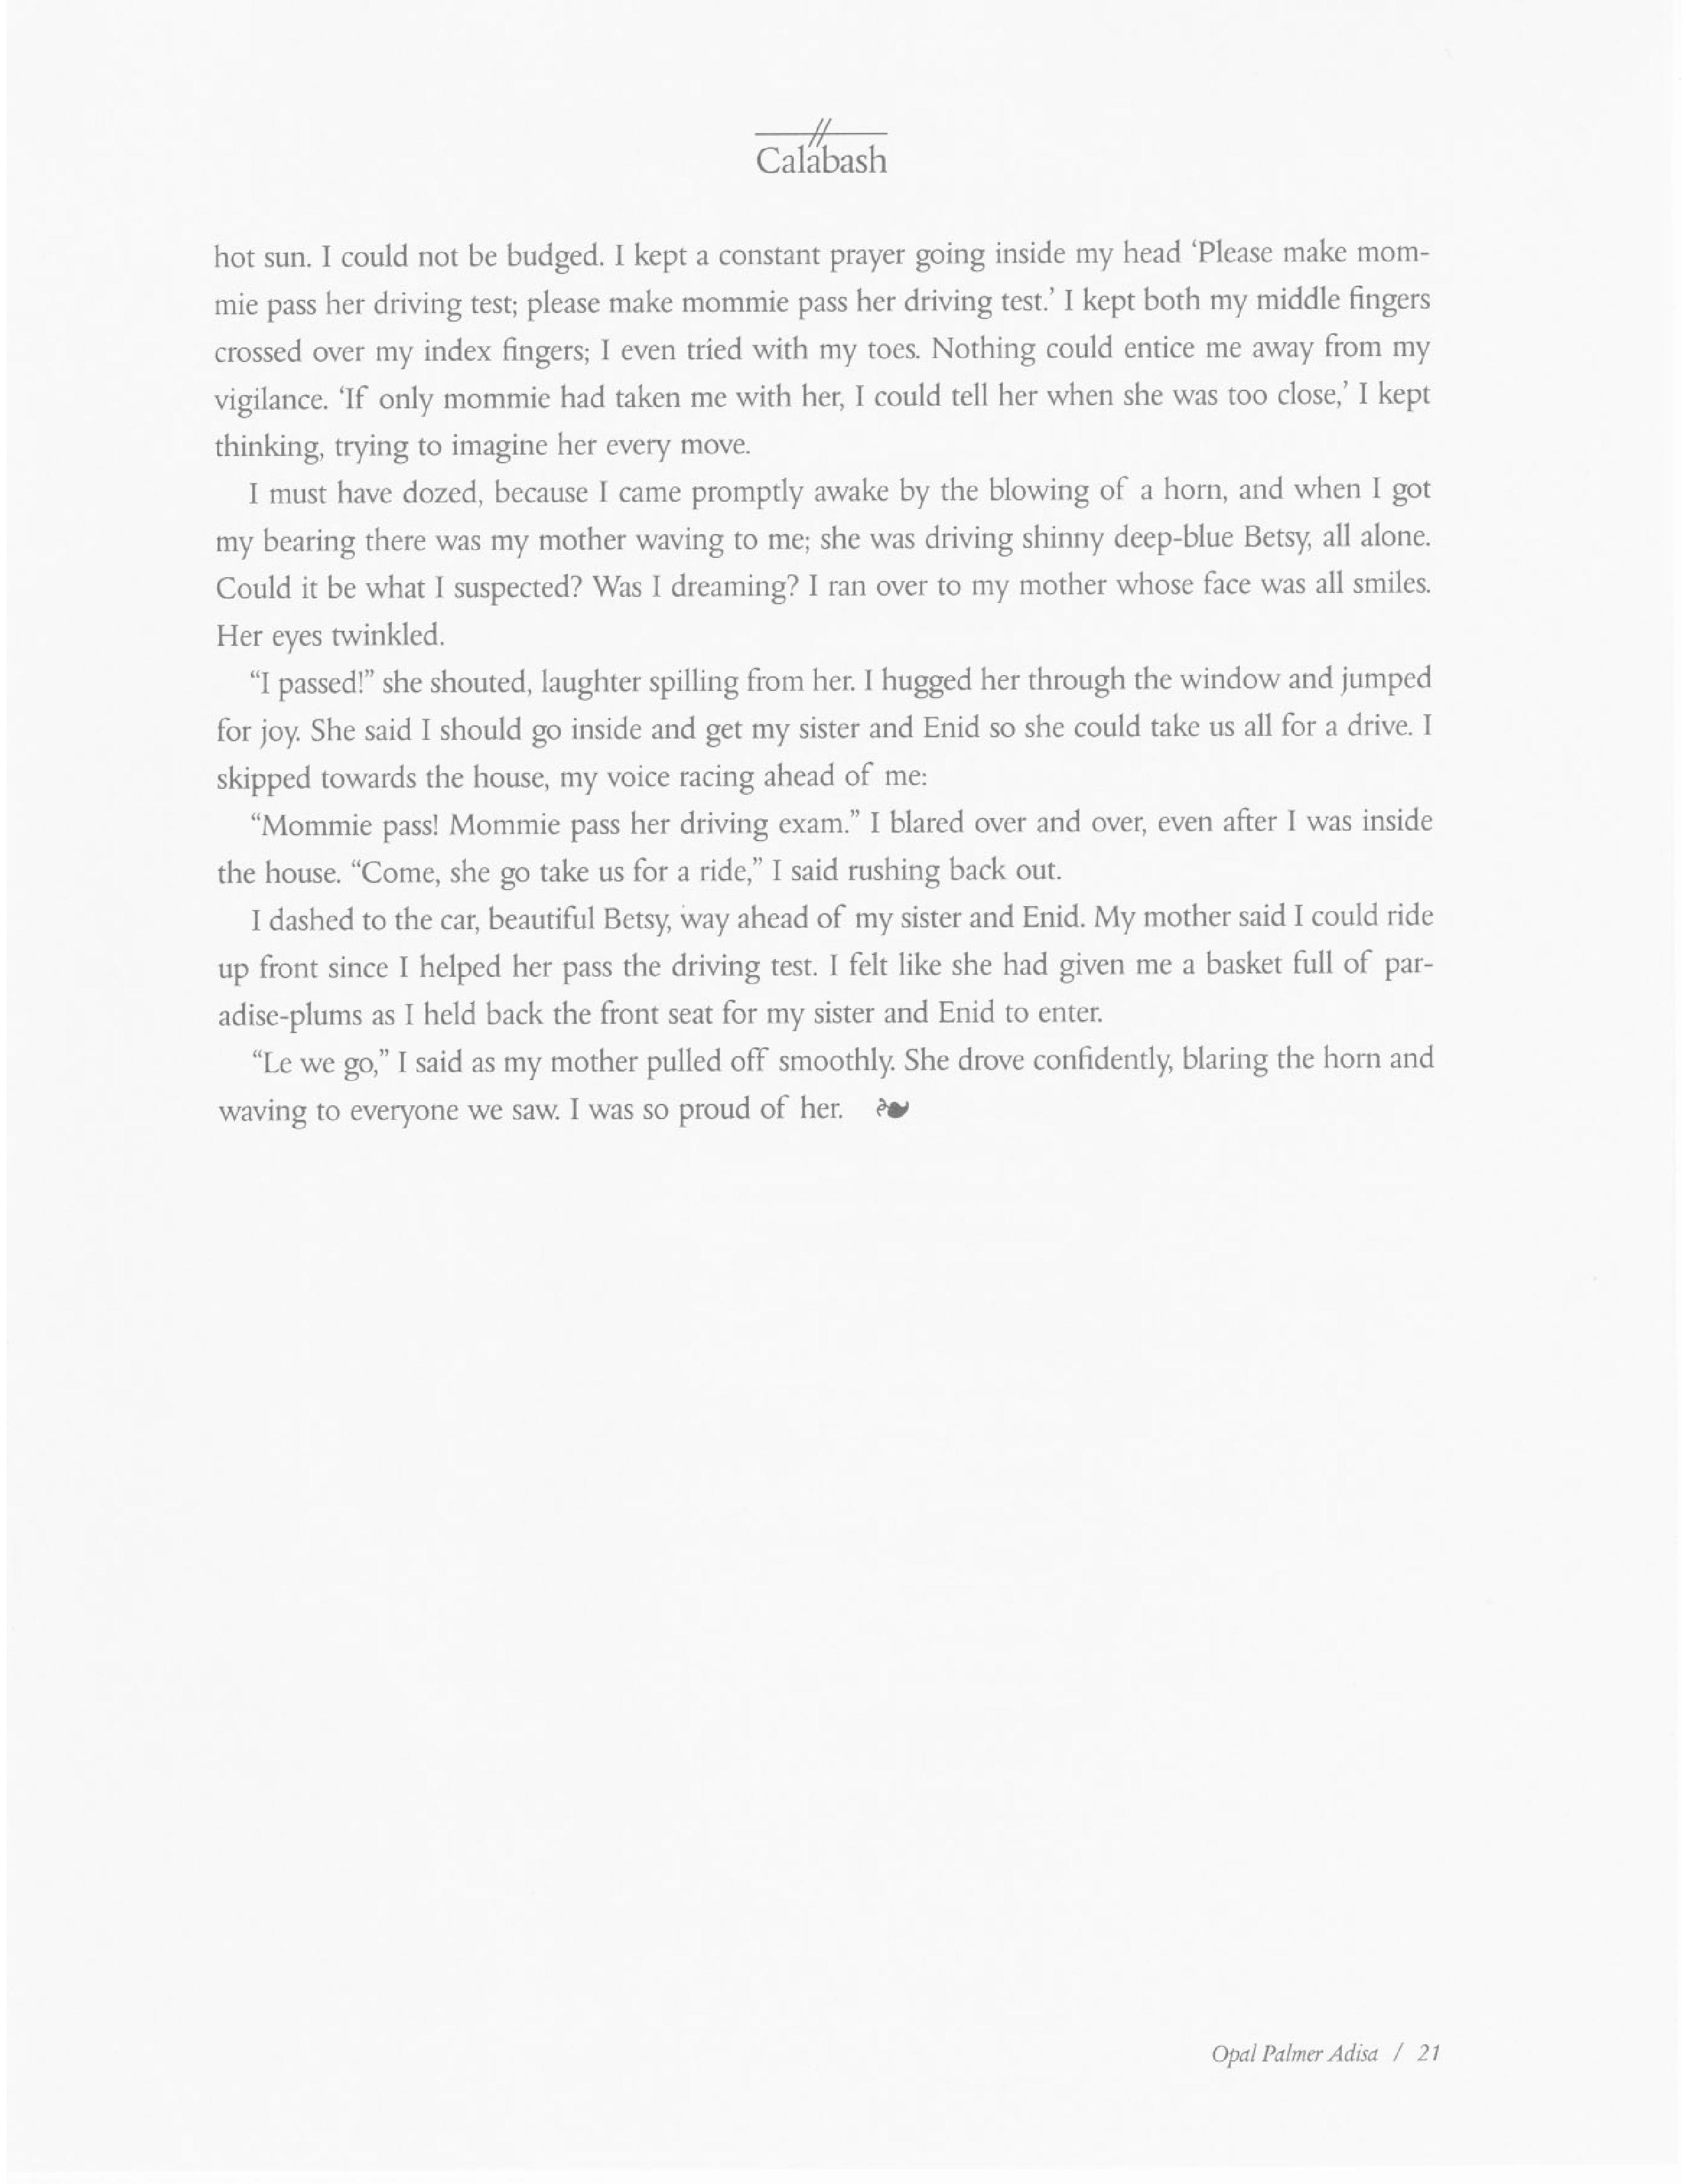 Calabash
hot sun. I could not be budged. I kept a constant prayer going inside my head ‘Please make mom-
mie pass her driving test; please make mommie pass her driving test.’ I kept both my middle fingers
crossed over my index fingers; I even tried with my toes. Nothing could entice me away from my
vigilance. ‘If only mommie had taken me with her, I could tell her when she was too close,’ I kept
thinking, trying to imagine her every move.
I must have dozed, because I came promptly awake by the blowing of a horn, and when I got
my bearing there was my mother waving to me; she was driving shinny deep-blue Betsy, all alone.
Could it be what I suspected? Was I dreaming? I ran over to my mother whose face was all smiles.
Her eyes twinkled.
“I passed!” she shouted, laughter spilling from her. I hugged her through the window and jumped
for joy. She said I should go inside and get my sister and Enid so she could take us all for a drive. I
skipped towards the house, my voice racing ahead of me:
“Mommie pass! Mommie pass her driving exam.” I blared over and over, even after I was inside
the house. “Come, she go take us for a ride,” I said rushing back out.
I dashed to the car, beautiful Betsy, way ahead of my sister and Enid. My mother said I could ride
up front since I helped her pass the driving test. I felt like she had given me a basket full of par-
adise-plums as I held back the front seat for my sister and Enid to enter.
“Le we go,” I said as my mother pulled off smoothly. She drove confidently, blaring the horn and
waving to everyone we saw. I was so proud of her.
Opal Palmer Adisa / 21